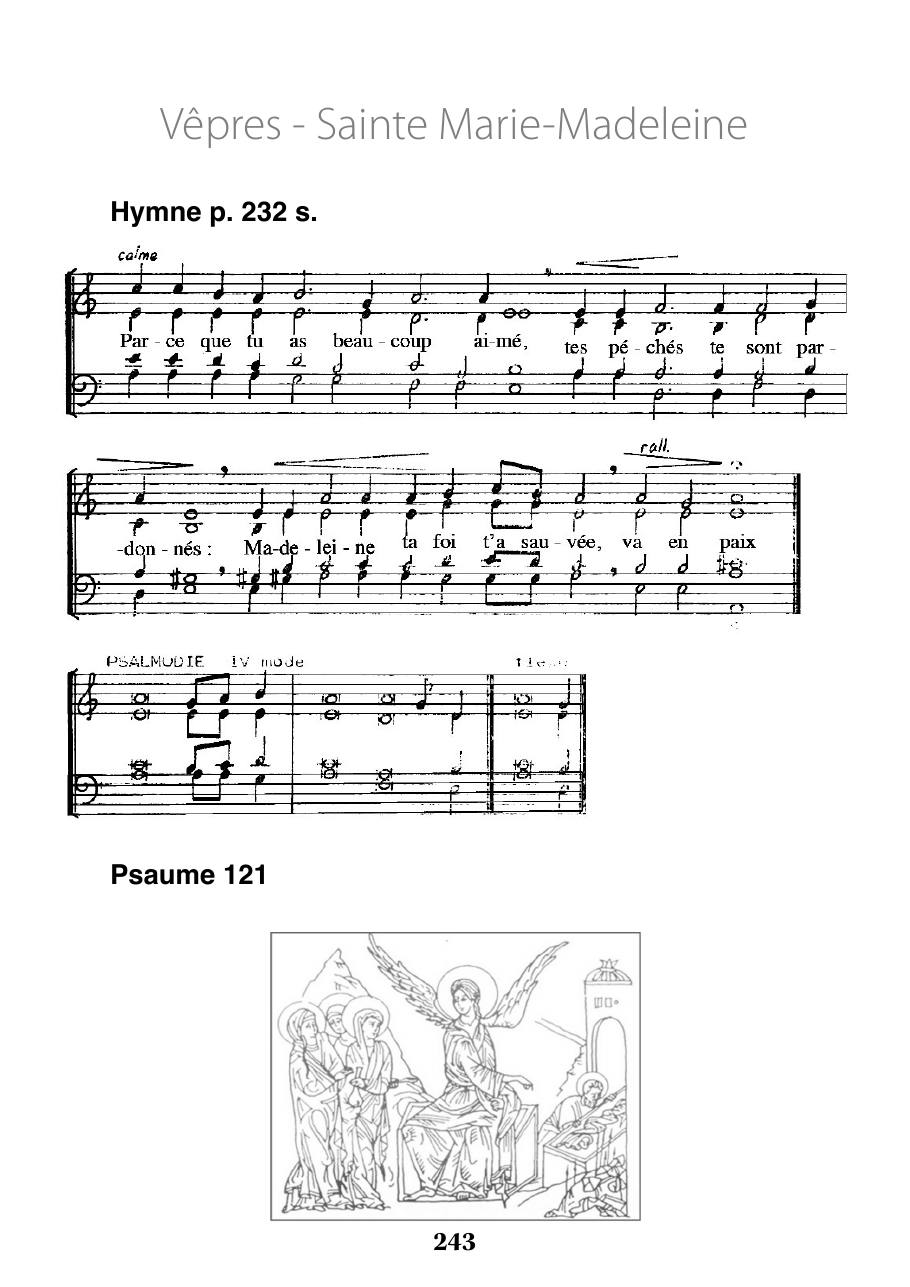 Vêpres - Sainte Marie-Madeleine
Hymne p. 232 s.
calme
Par - ce que tu as beau - coup ai-mé, tes pé - chés te sont par -
rall.
-don - nés : Ma-de - lei - ne ta foi t'a sau - vée, va en paix
PSALMODIE IV mode
Psaume 121
243